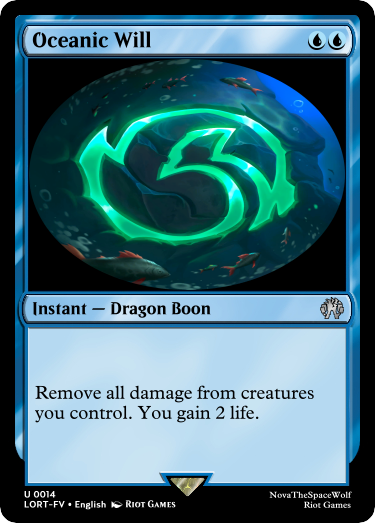 Oceanic Will
Instant — Dragon Boon
Remove all damage from creatures
you control. You gain 2 life.
U 0014
LORT-FV • English RIOT GAMES
NovaTheSpaceWolf
Riot Games